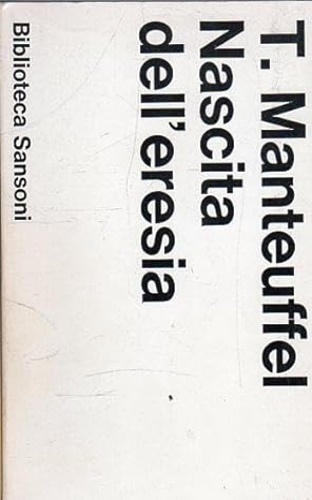 T. Manteuffel
Nascita
dell'eresia
Biblioteca Sansoni